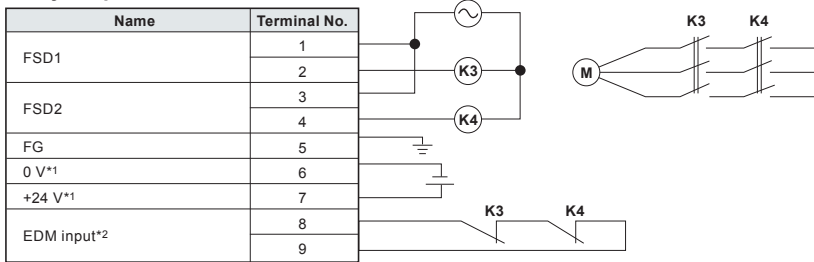 Name Terminal No.
FSD1 1
2
FSD2 3
4
FG 5
0 V*1 6
+24 V*1 7
EDM input*2 8
9
K3
K4
M
K3 K4
K3 K4